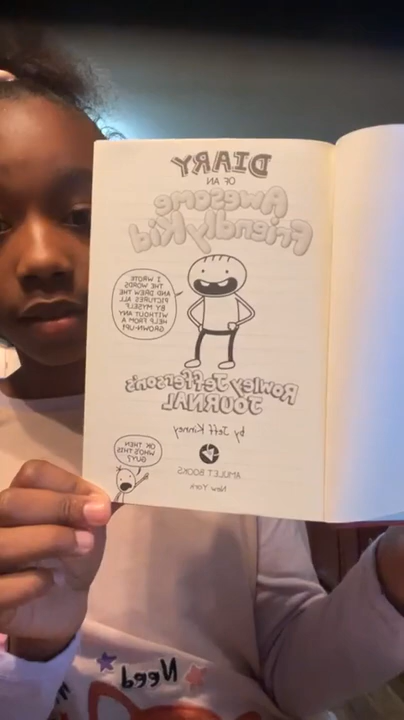 DIARY
OF AN
Awesome
Friendly Kid
I WROTE
THE WORDS
AND DREW THE
PICTURES ALL
BY MYSELF
WITHOUT ANY
HELP FROM A
GROWN-UP!
Rowley Jefferson's
JOURNAL
by Jeff Kinney
OK THEN
WHO'S THIS
GUY?
AMULET BOOKS
New York
Need